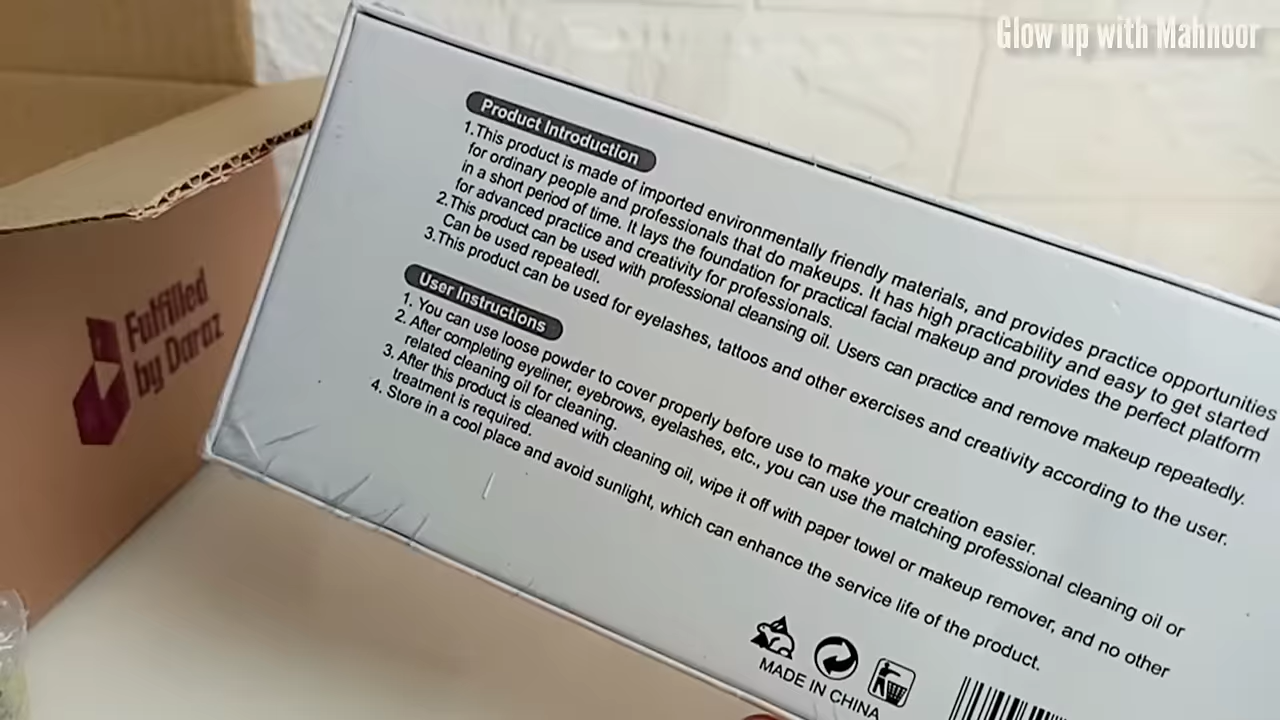 Glow up with Mahnoor
Fulfilled
by Daraz
Product Introduction
1.This product is made of imported environmentally friendly materials, and provides practice opportunities
for ordinary people and professionals that do makeups. It has high practicability and easy to get started
in a short period of time. It lays the foundation for practical facial makeup and provides the perfect platform
for advanced practice and creativity for professionals.
2.This product can be used with professional cleansing oil. Users can practice and remove makeup repeatedly.
Can be used repeatedl.
3.This product can be used for eyelashes, tattoos and other exercises and creativity according to the user.
User Instructions
1. You can use loose powder to cover properly before use to make your creation easier.
2. After completing eyeliner, eyebrows, eyelashes, etc., you can use the matching professional cleaning oil or
related cleaning oil for cleaning.
3. After this product is cleaned with cleaning oil, wipe it off with paper towel or makeup remover, and no other
treatment is required.
4. Store in a cool place and avoid sunlight, which can enhance the service life of the product.
MADE IN CHINA